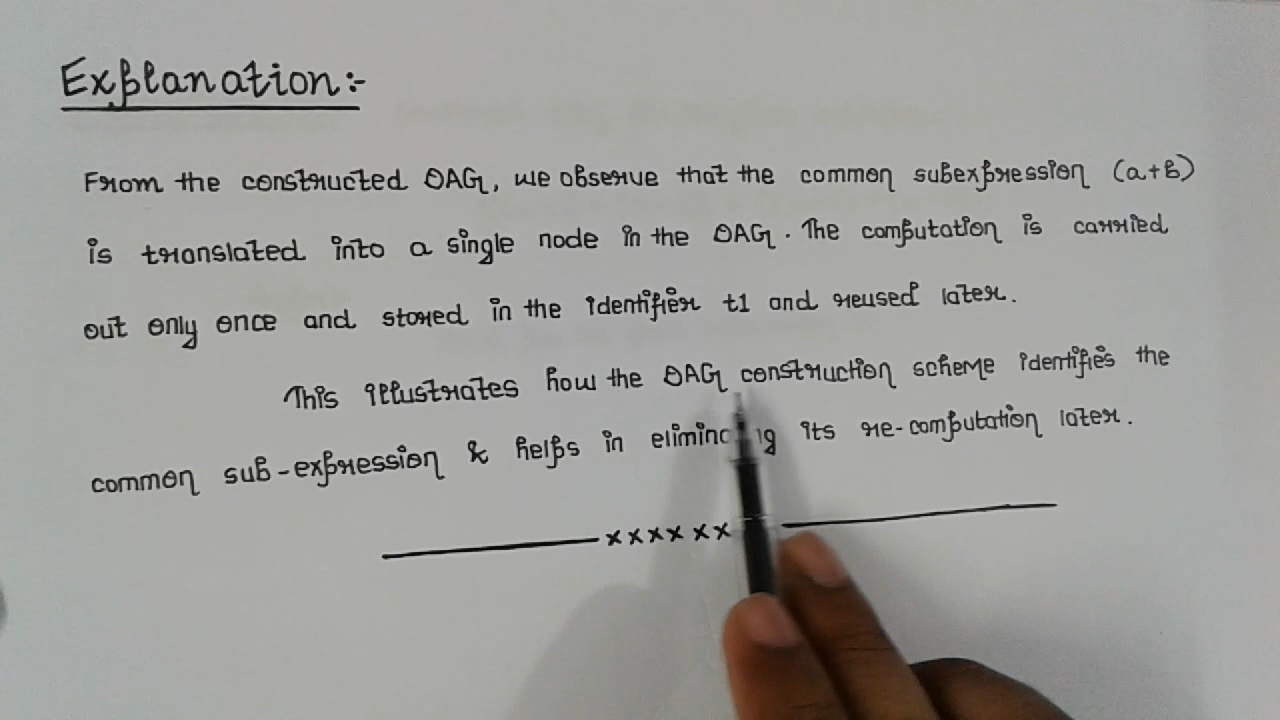 Explanation:-
From the constructed DAG, we observe that the common subexpression (a+b)
is translated into a single node in the DAG. The computation is carried
out only once and stored in the identifier t1 and reused later.
This illustrates how the DAG construction scheme identifies the
common sub-expression & helps in its re-computation later.
xxxxxx